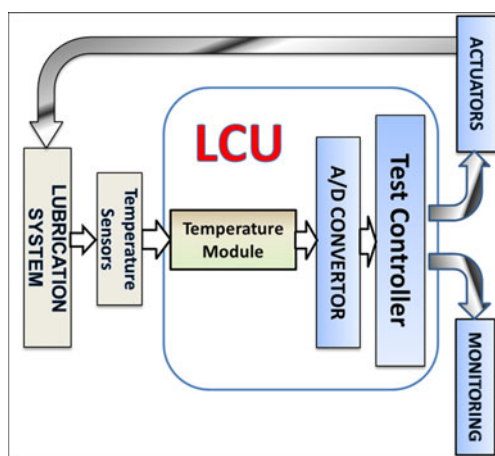 ACTUATORS
LCU
LUBRICATION
SYSTEM
Temperature
Sensors
Temperature
Module
A/D CONVERTOR
Test Controller
MONITORING